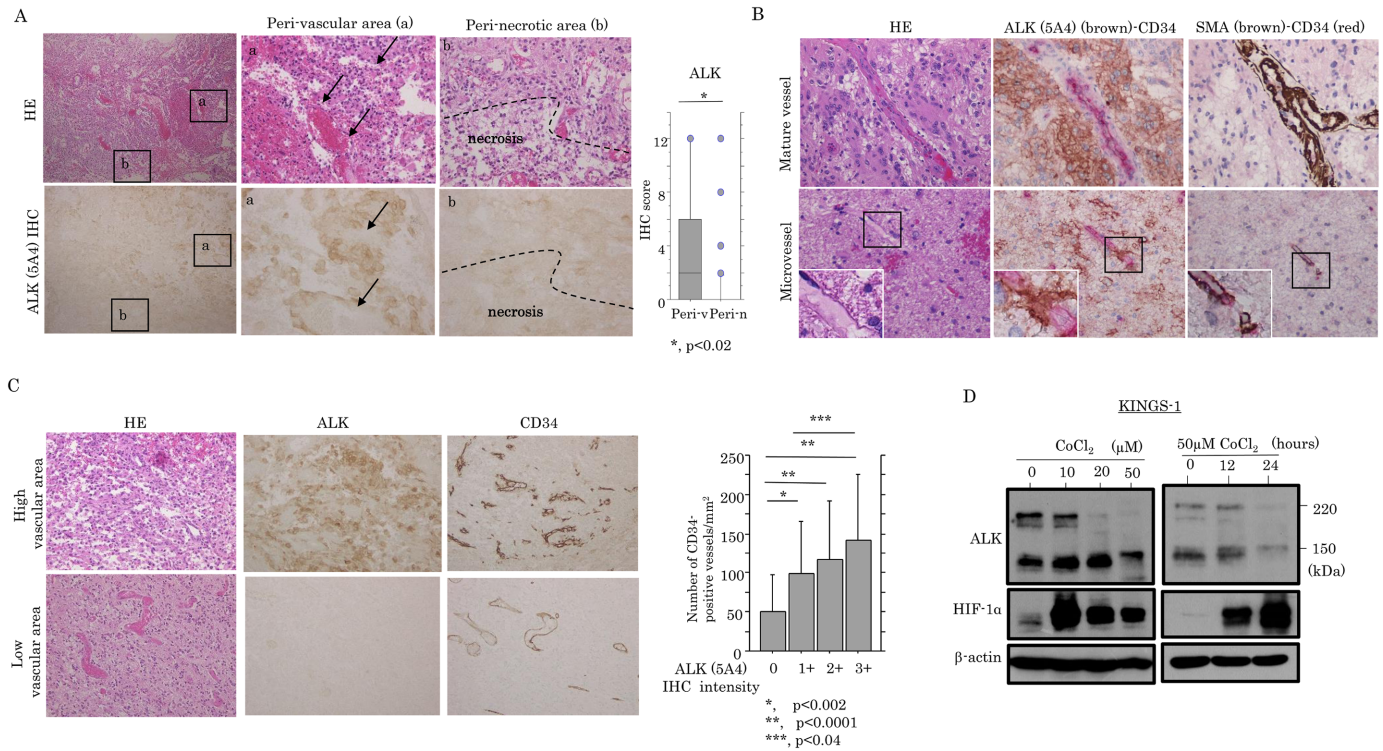 A
Peri-vascular area (a)
Peri-necrotic area (b)
HE
a
b
a
b
necrosis
ALK (5A4) IHC
a
b
a
b
necrosis
ALK
*
IHC score
12
8
4
0
Peri-v Peri-n
*, p<0.02
B
HE
ALK (5A4) (brown)-CD34
SMA (brown)-CD34 (red)
Mature vessel
Microvessel
C
HE
ALK
CD34
High
vascular area
Low
vascular area
***
**
**
*
Number of CD34-
positive vessels/mm²
250
200
150
100
50
0
ALK (5A4) 0 1+ 2+ 3+
IHC intensity
*, p<0.002
**, p<0.0001
***, p<0.04
D
KINGS-1
CoCl₂ (μM)
0 10 20 50
50μM CoCl₂ (hours)
0 12 24
ALK
220
150
(kDa)
HIF-1α
β-actin